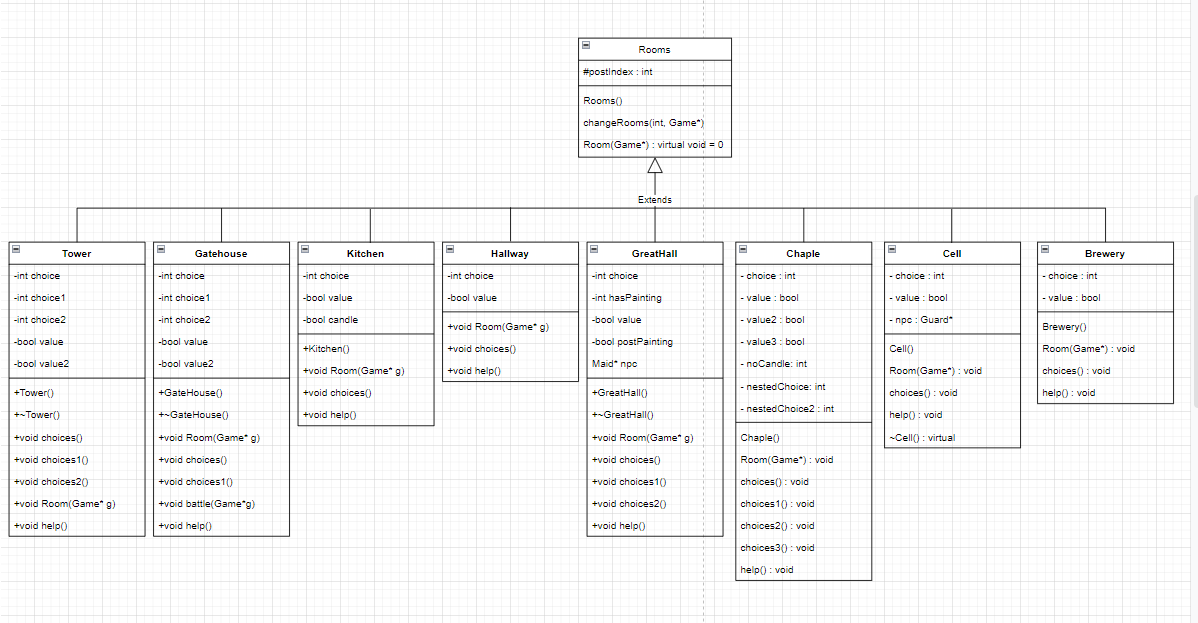 Rooms
#postIndex : int
Rooms()
changeRooms(int, Game*)
Room(Game*) : virtual void = 0
Extends
Tower
-int choice
-int choice1
-int choice2
-bool value
-bool value2
+Tower()
+~Tower()
+void choices()
+void choices1()
+void choices2()
+void Room(Game* g)
+void help()
Gatehouse
-int choice
-int choice1
-int choice2
-bool value
-bool value2
+GateHouse()
+~GateHouse()
+void Room(Game* g)
+void choices()
+void choices1()
+void battle(Game*g)
+void help()
Kitchen
-int choice
-bool value
-bool candle
+Kitchen()
+void Room(Game* g)
+void choices()
+void help()
Hallway
-int choice
-bool value
+void Room(Game* g)
+void choices()
+void help()
GreatHall
-int choice
-int hasPainting
-bool value
-bool postPainting
Maid* npc
+GreatHall()
+~GreatHall()
+void Room(Game* g)
+void choices()
+void choices1()
+void choices2()
+void help()
Chaple
- choice : int
- value : bool
- value2 : bool
- value3 : bool
- noCandle: int
- nestedChoice: int
- nestedChoice2 : int
Chaple()
Room(Game*) : void
choices() : void
choices1() : void
choices2() : void
choices3() : void
help() : void
Cell
- choice : int
- value : bool
- npc : Guard*
Cell()
Room(Game*) : void
choices() : void
help() : void
~Cell() : virtual
Brewery
- choice : int
- value : bool
Brewery()
Room(Game*) : void
choices() : void
help() : void